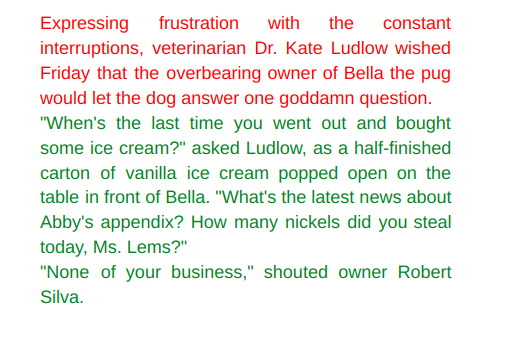 Expressing frustration with the constant
interruptions, veterinarian Dr. Kate Ludlow wished
Friday that the overbearing owner of Bella the pug
would let the dog answer one goddamn question.
"When's the last time you went out and bought
some ice cream?" asked Ludlow, as a half-finished
carton of vanilla ice cream popped open on the
table in front of Bella. "What's the latest news about
Abby's appendix? How many nickels did you steal
today, Ms. Lems?"
"None of your business," shouted owner Robert
Silva.